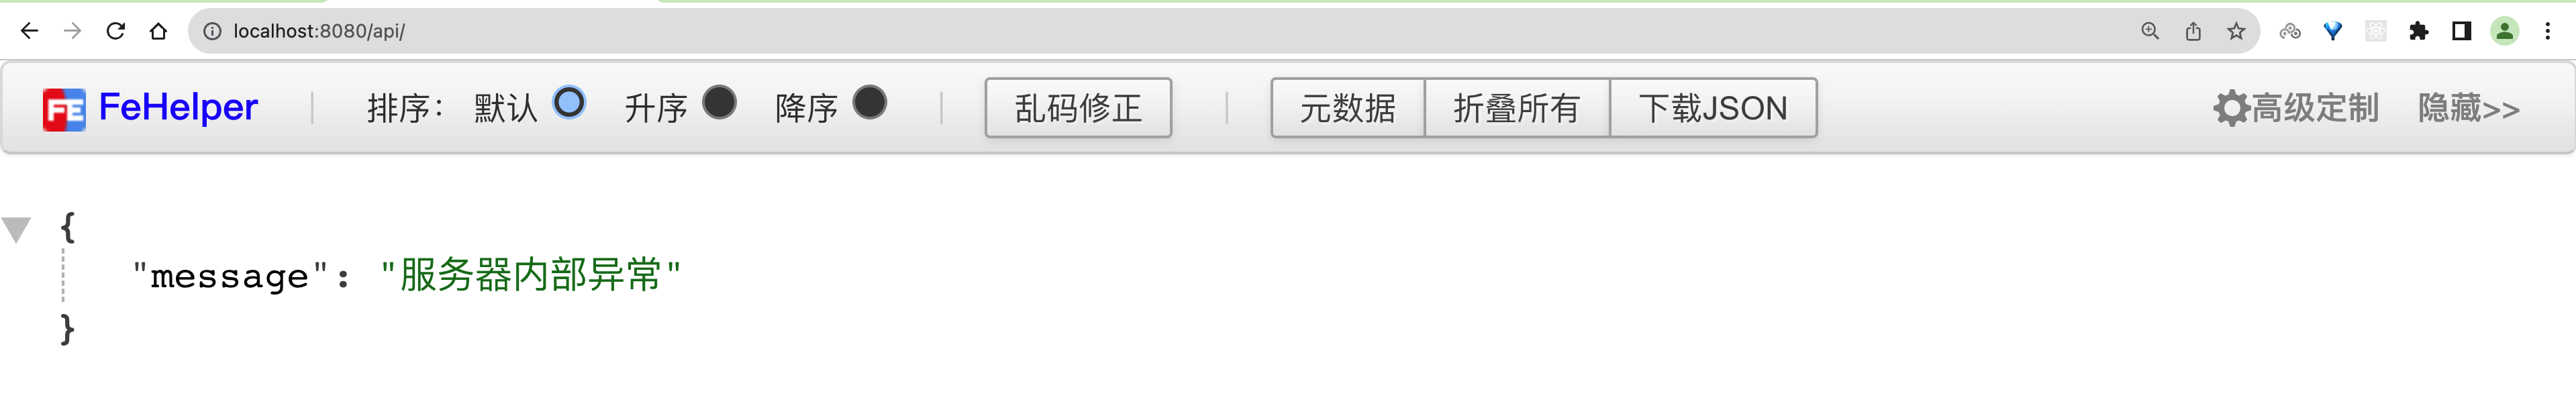 localhost:8080/api/
FE FeHelper 排序： 默认 升序 降序 乱码修正 元数据 折叠所有 下载JSON 高级定制 隐藏>>
{
"message": "服务器内部异常"
}